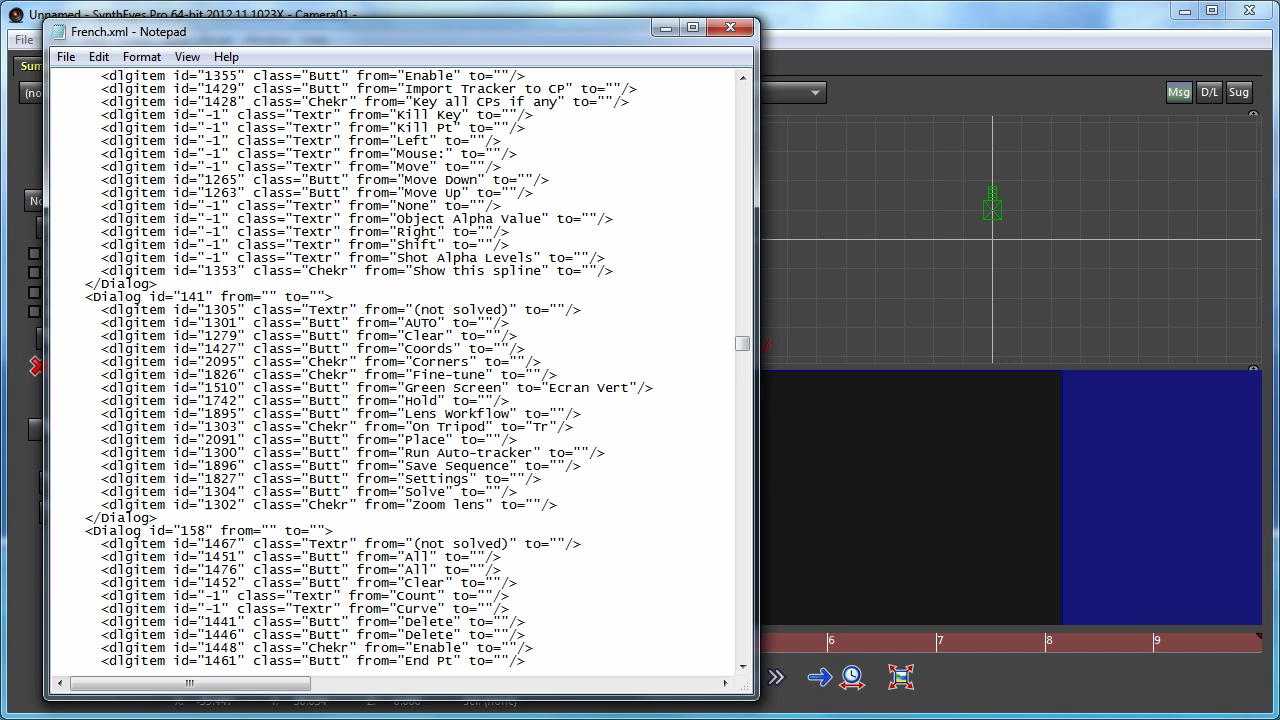 Unnamed - SynthEyes Pro 64-bit 2012.11.1023X - Camera01 -
File
French.xml - Notepad
File Edit Format View Help
<dlgitem id="1355" class="Butt" from="Enable" to=""/>
<dlgitem id="1429" class="Butt" from="Import Tracker to CP" to=""/>
<dlgitem id="1428" class="Chekr" from="Key all CPs if any" to=""/>
<dlgitem id="-1" class="Textr" from="Kill Key" to=""/>
<dlgitem id="-1" class="Textr" from="Kill Pt" to=""/>
<dlgitem id="-1" class="Textr" from="Left" to=""/>
<dlgitem id="-1" class="Textr" from="Mouse:" to=""/>
<dlgitem id="-1" class="Textr" from="Move" to=""/>
<dlgitem id="1265" class="Butt" from="Move Down" to=""/>
<dlgitem id="1263" class="Butt" from="Move Up" to=""/>
<dlgitem id="-1" class="Textr" from="None" to=""/>
<dlgitem id="-1" class="Textr" from="Object Alpha Value" to=""/>
<dlgitem id="-1" class="Textr" from="Right" to=""/>
<dlgitem id="-1" class="Textr" from="Shift" to=""/>
<dlgitem id="-1" class="Textr" from="Shot Alpha Levels" to=""/>
<dlgitem id="1353" class="Chekr" from="Show this spline" to=""/>
</Dialog>
<Dialog id="141" from="" to="">
<dlgitem id="1305" class="Textr" from="(not solved)" to=""/>
<dlgitem id="1301" class="Butt" from="AUTO" to=""/>
<dlgitem id="1279" class="Butt" from="Clear" to=""/>
<dlgitem id="1427" class="Butt" from="Coords" to=""/>
<dlgitem id="2095" class="Chekr" from="Corners" to=""/>
<dlgitem id="1826" class="Chekr" from="Fine-tune" to=""/>
<dlgitem id="1510" class="Butt" from="Green Screen" to="Ecran Vert"/>
<dlgitem id="1742" class="Butt" from="Hold" to=""/>
<dlgitem id="1895" class="Butt" from="Lens Workflow" to=""/>
<dlgitem id="1303" class="Chekr" from="On Tripod" to="Tr"/>
<dlgitem id="2091" class="Butt" from="Place" to=""/>
<dlgitem id="1300" class="Butt" from="Run Auto-tracker" to=""/>
<dlgitem id="1896" class="Butt" from="Save Sequence" to=""/>
<dlgitem id="1827" class="Butt" from="Settings" to=""/>
<dlgitem id="1304" class="Butt" from="Solve" to=""/>
<dlgitem id="1302" class="Chekr" from="Zoom lens" to=""/>
</Dialog>
<Dialog id="158" from="" to="">
<dlgitem id="1467" class="Textr" from="(not solved)" to=""/>
<dlgitem id="1451" class="Butt" from="All" to=""/>
<dlgitem id="1476" class="Butt" from="All" to=""/>
<dlgitem id="1452" class="Butt" from="Clear" to=""/>
<dlgitem id="-1" class="Textr" from="Count" to=""/>
<dlgitem id="-1" class="Textr" from="Curve" to=""/>
<dlgitem id="1441" class="Butt" from="Delete" to=""/>
<dlgitem id="1446" class="Butt" from="Delete" to=""/>
<dlgitem id="1448" class="Chekr" from="Enable" to=""/>
<dlgitem id="1461" class="Butt" from="End Pt" to=""/>
Msg D/L Sug
6 7 8 9